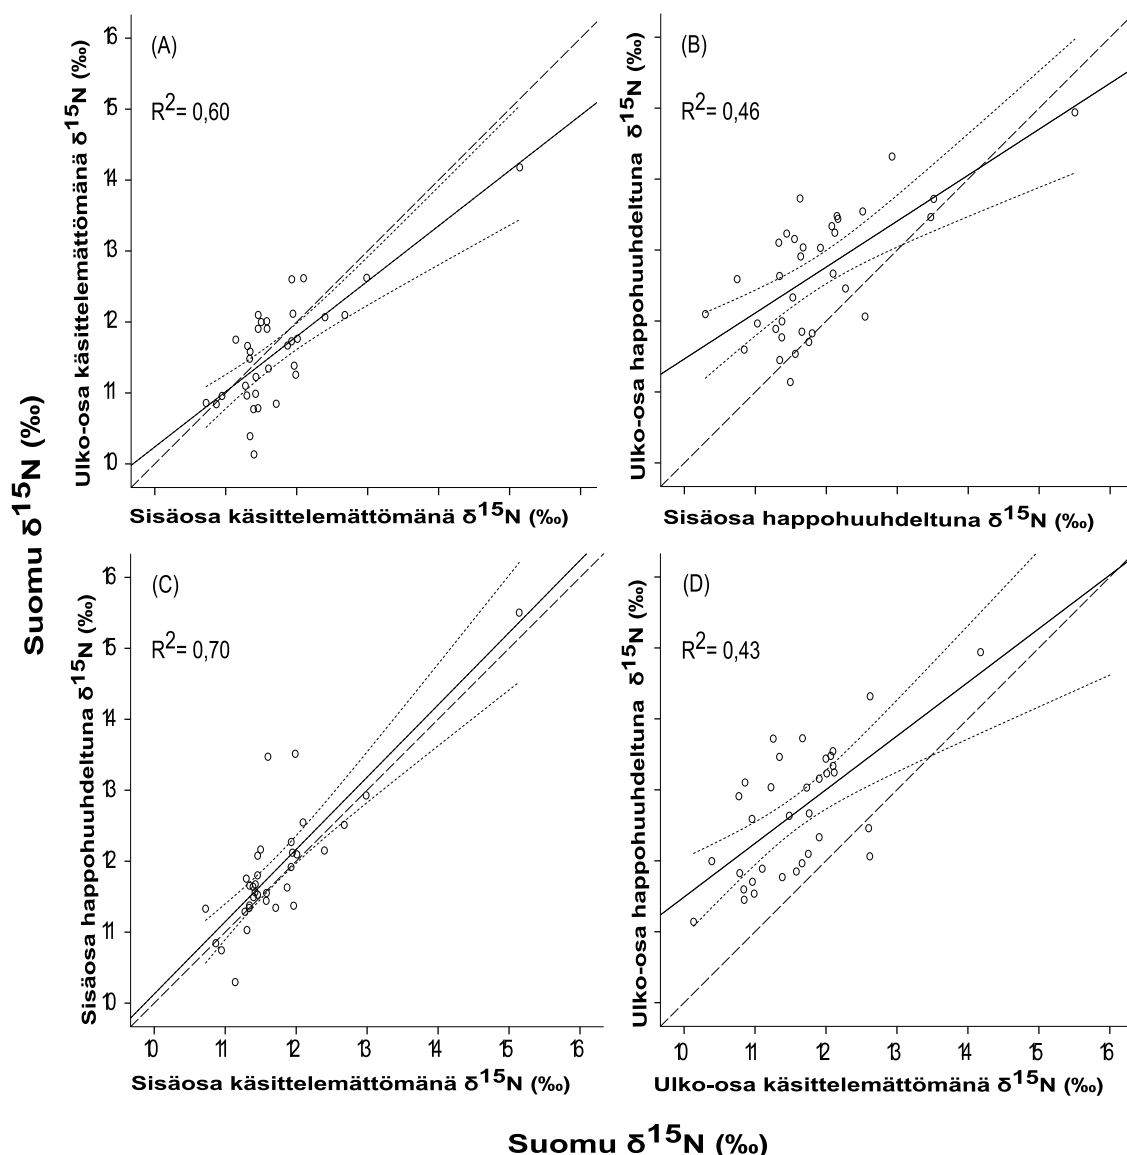 Suomu δ¹⁵N (‰)
(A)
R²= 0,60
Ulko-osa käsittelemättömänä δ¹⁵N (‰)
16
15
14
13
12
11
10
Sisäosa käsittelemättömänä δ¹⁵N (‰)
(B)
R²= 0,46
Ulko-osa happohuuhdeltuna δ¹⁵N (‰)
Sisäosa happohuuhdeltuna δ¹⁵N (‰)
(C)
R²= 0,70
Sisäosa happohuuhdeltuna δ¹⁵N (‰)
16
15
14
13
12
11
10
10 11 12 13 14 15 16
Sisäosa käsittelemättömänä δ¹⁵N (‰)
(D)
R²= 0,43
Ulko-osa happohuuhdeltuna δ¹⁵N (‰)
10 11 12 13 14 15 16
Ulko-osa käsittelemättömänä δ¹⁵N (‰)
Suomu δ¹⁵N (‰)